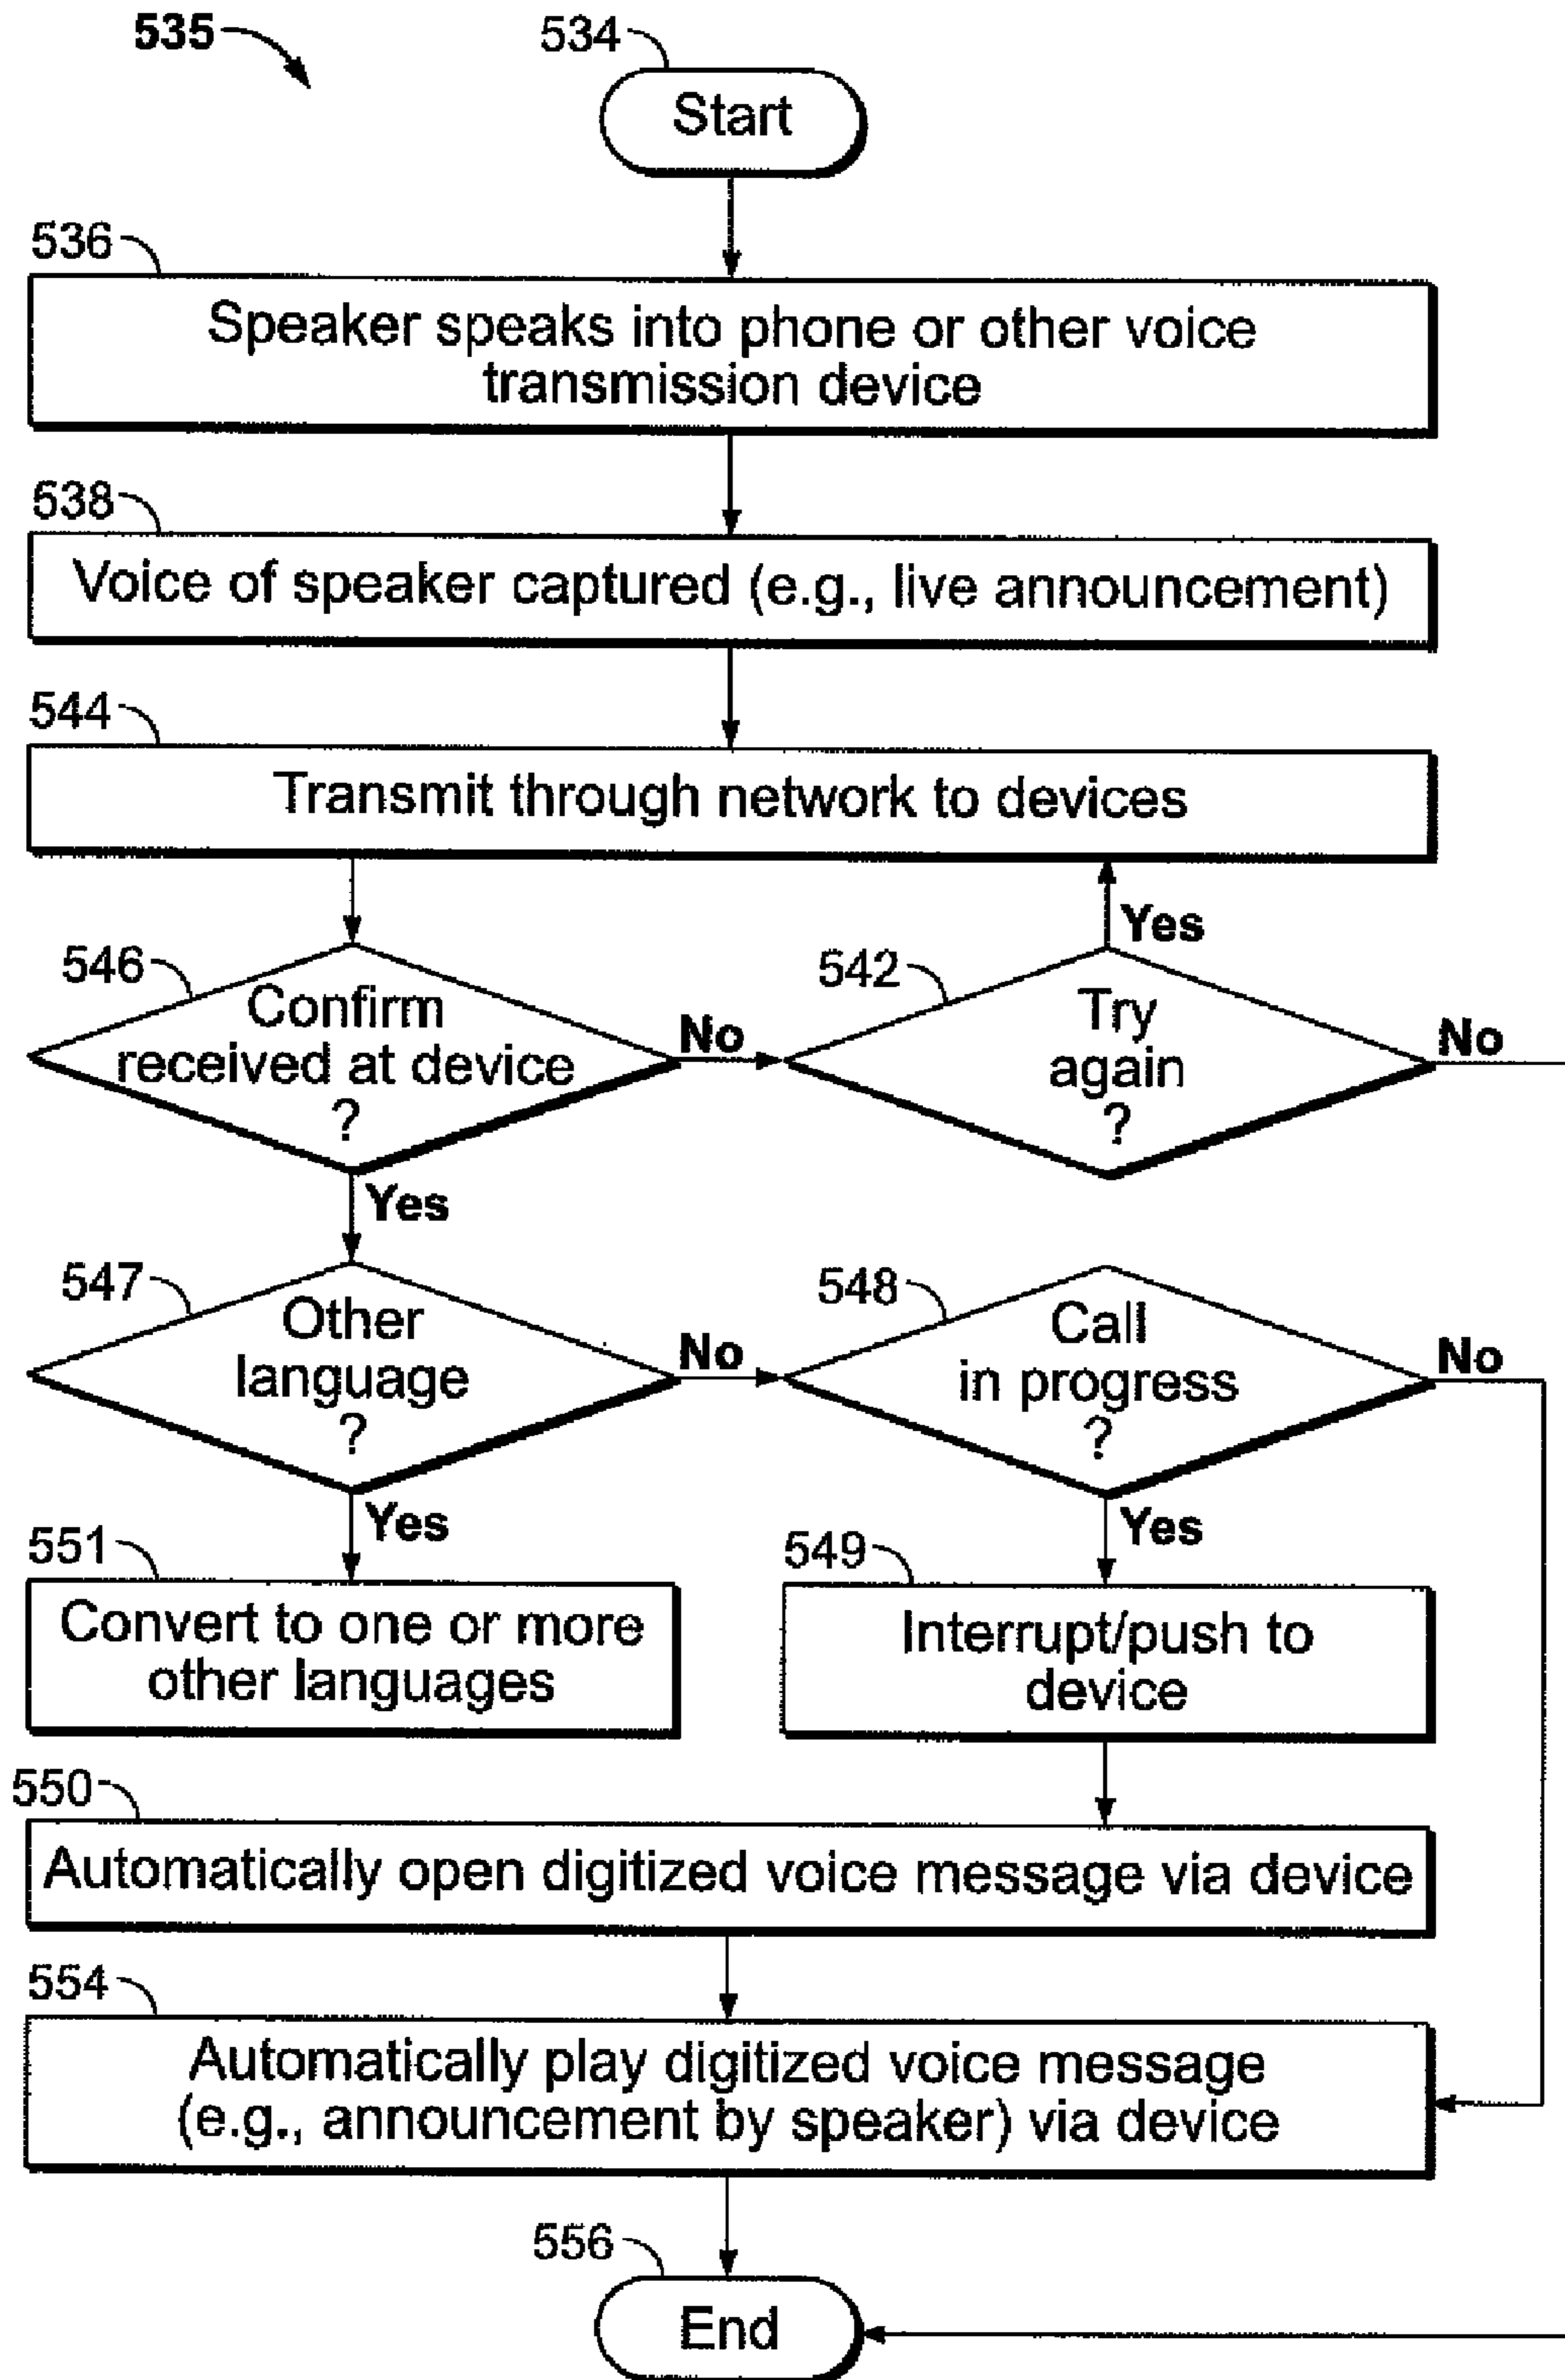 535
534
Start
536
Speaker speaks into phone or other voice
transmission device
538
Voice of speaker captured (e.g., live announcement)
544
Transmit through network to devices
546
Confirm
received at device
?
No
Yes
542
Try
again
?
Yes
No
547
Other
language
?
No
Yes
548
Call
in progress
?
No
Yes
551
Convert to one or more
other languages
549
Interrupt/push to
device
550
Automatically open digitized voice message via device
554
Automatically play digitized voice message
(e.g., announcement by speaker) via device
556
End